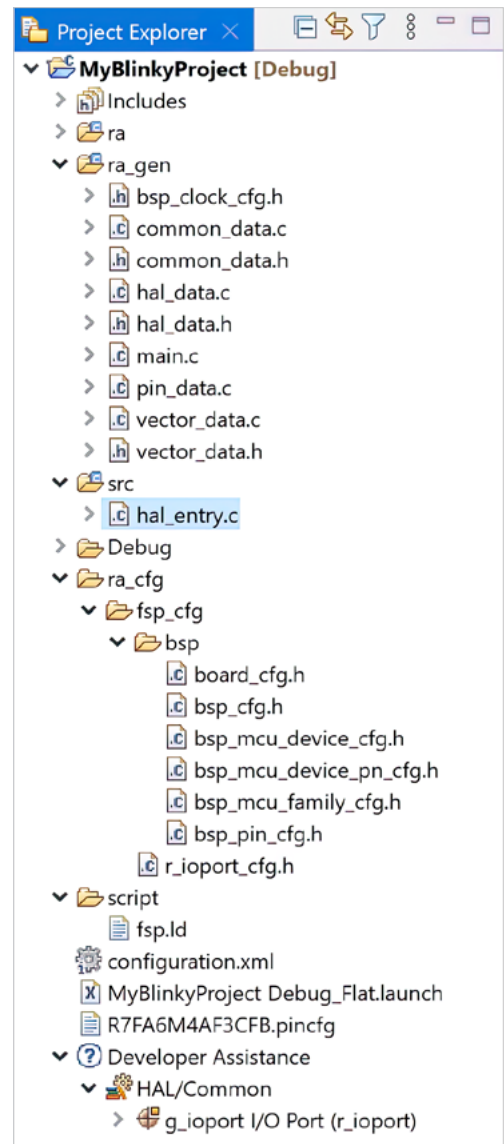 Project Explorer
MyBlinkyProject [Debug]
Includes
ra
ra_gen
bsp_clock_cfg.h
common_data.c
common_data.h
hal_data.c
hal_data.h
main.c
pin_data.c
vector_data.c
vector_data.h
src
hal_entry.c
Debug
ra_cfg
fsp_cfg
bsp
board_cfg.h
bsp_cfg.h
bsp_mcu_device_cfg.h
bsp_mcu_device_pn_cfg.h
bsp_mcu_family_cfg.h
bsp_pin_cfg.h
r_ioport_cfg.h
script
fsp.ld
configuration.xml
MyBlinkyProject Debug_Flat.launch
R7FA6M4AF3CFB.pincfg
Developer Assistance
HAL/Common
g_ioport I/O Port (r_ioport)